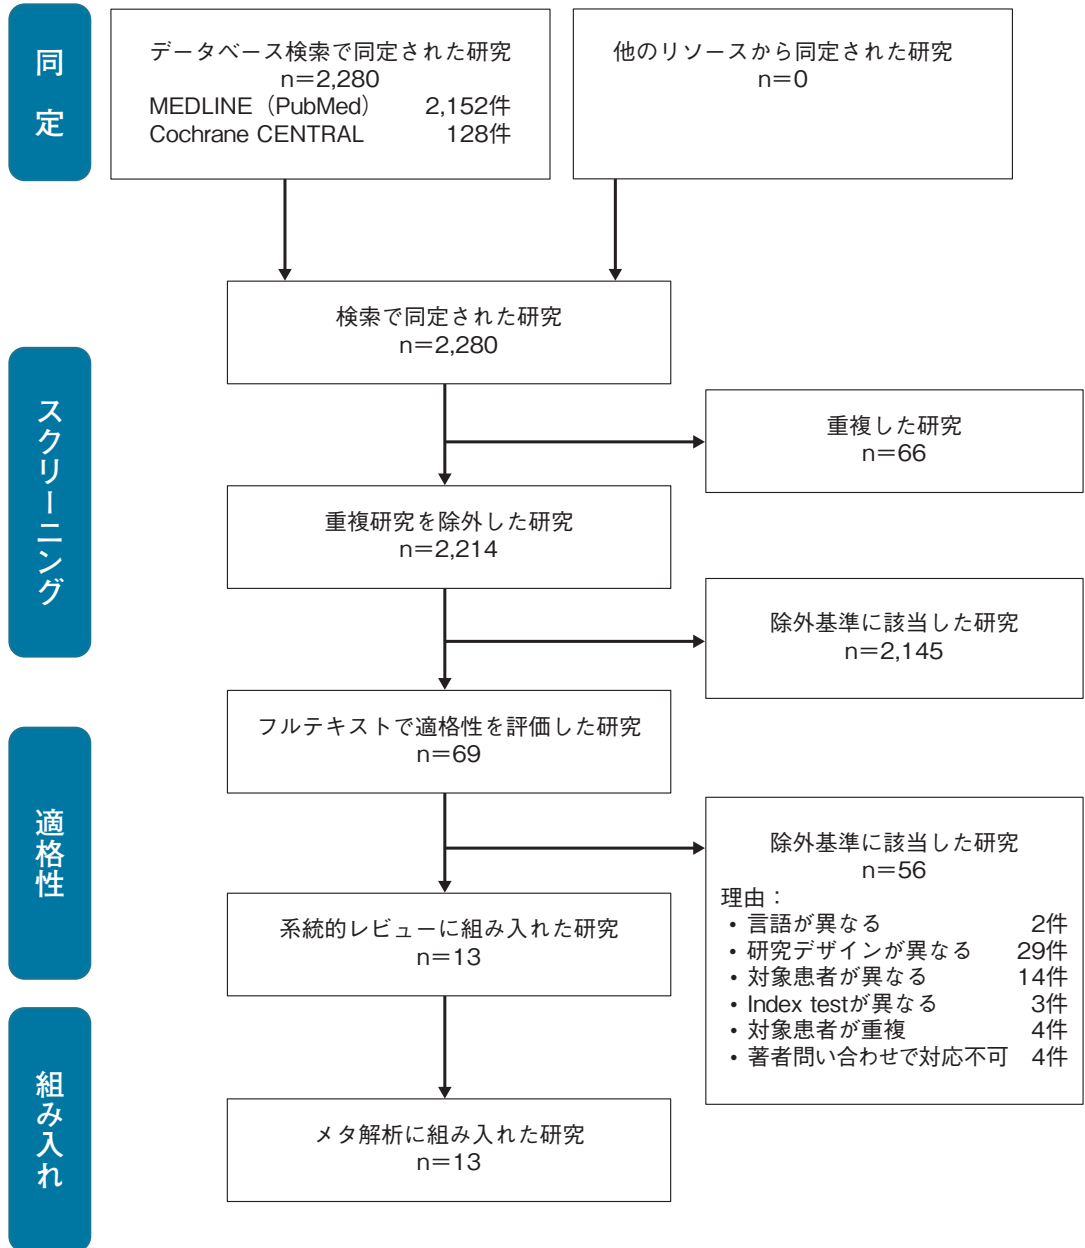 同定
データベース検索で同定された研究
n＝2,280
MEDLINE（PubMed） 2,152件
Cochrane CENTRAL 128件
他のリソースから同定された研究
n＝0
検索で同定された研究
n＝2,280
スクリーニング
重複した研究
n＝66
重複研究を除外した研究
n＝2,214
除外基準に該当した研究
n＝2,145
フルテキストで適格性を評価した研究
n＝69
適格性
除外基準に該当した研究
n＝56
理由：
・言語が異なる 2件
・研究デザインが異なる 29件
・対象患者が異なる 14件
・Index testが異なる 3件
・対象患者が重複 4件
・著者問い合わせで対応不可 4件
系統的レビューに組み入れた研究
n＝13
組み入れ
メタ解析に組み入れた研究
n＝13